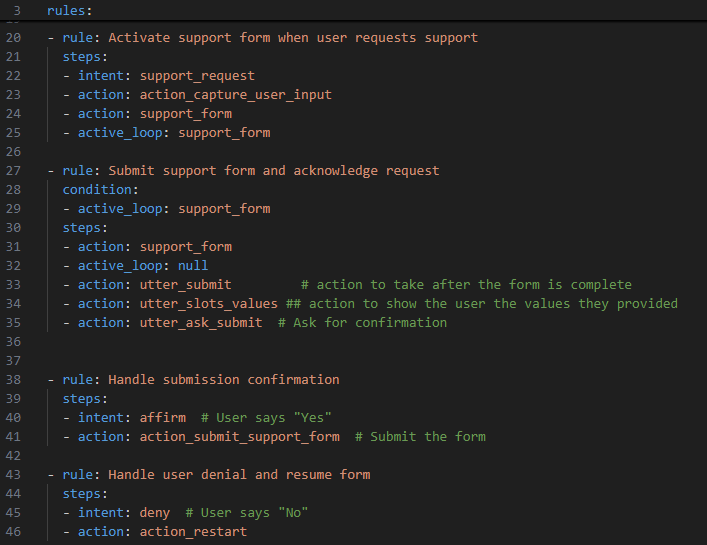 3 rules:
20 - rule: Activate support form when user requests support
21 steps:
22 - intent: support_request
23 - action: action_capture_user_input
24 - action: support_form
25 - active_loop: support_form
26
27 - rule: Submit support form and acknowledge request
28 condition:
29 - active_loop: support_form
30 steps:
31 - action: support_form
32 - active_loop: null
33 - action: utter_submit # action to take after the form is complete
34 - action: utter_slots_values ## action to show the user the values they provided
35 - action: utter_ask_submit # Ask for confirmation
36
37
38 - rule: Handle submission confirmation
39 steps:
40 - intent: affirm # User says "Yes"
41 - action: action_submit_support_form # Submit the form
42
43 - rule: Handle user denial and resume form
44 steps:
45 - intent: deny # User says "No"
46 - action: action_restart